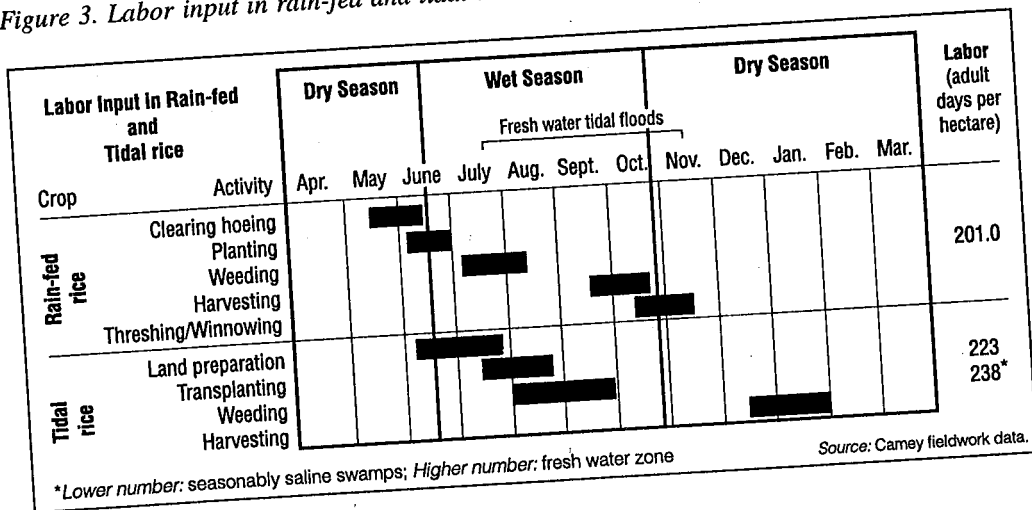 Figure 3. Labor input in rain-fed and
Labor Input in Rain-fed
and
Tidal rice
Dry Season
Wet Season
Dry Season
Labor
(adult
days per
hectare)
Fresh water tidal floods
Crop
Activity
Apr. May June July Aug. Sept. Oct. Nov. Dec. Jan. Feb. Mar.
Rain-fed
rice
Clearing hoeing
Planting
Weeding
Harvesting
Threshing/Winnowing
201.0
Tidal
rice
Land preparation
Transplanting
Weeding
Harvesting
223
238*
*Lower number: seasonably saline swamps; Higher number: fresh water zone
Source: Carney fieldwork data.